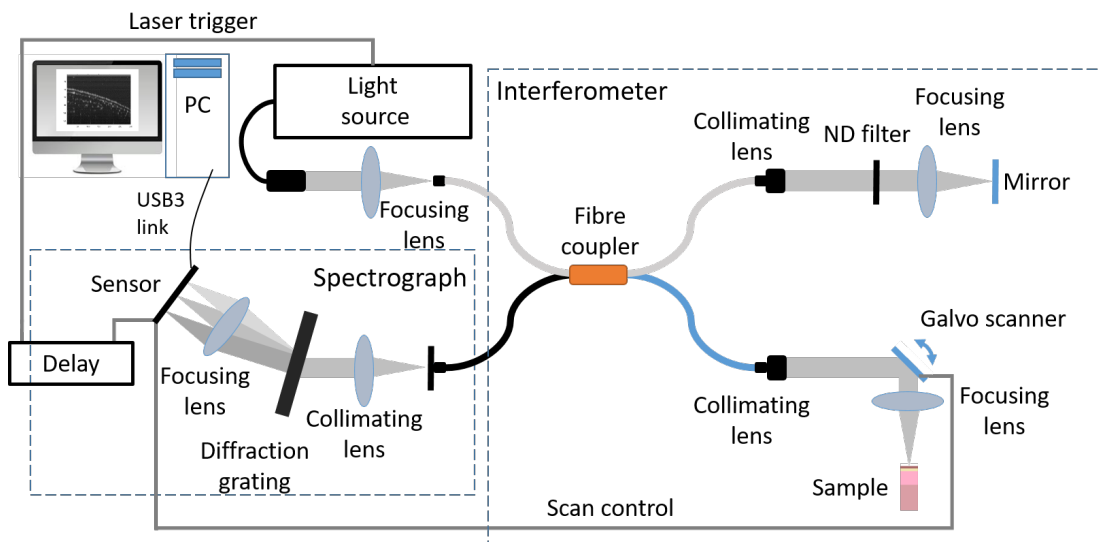 Laser trigger
PC
Light
source
USB3
link
Focusing
lens
Interferometer
Collimating
lens
ND filter
Focusing
lens
Mirror
Fibre
coupler
Spectrograph
Sensor
Delay
Focusing
lens
Diffraction
grating
Collimating
lens
Galvo scanner
Collimating
lens
Focusing
lens
Sample
Scan control